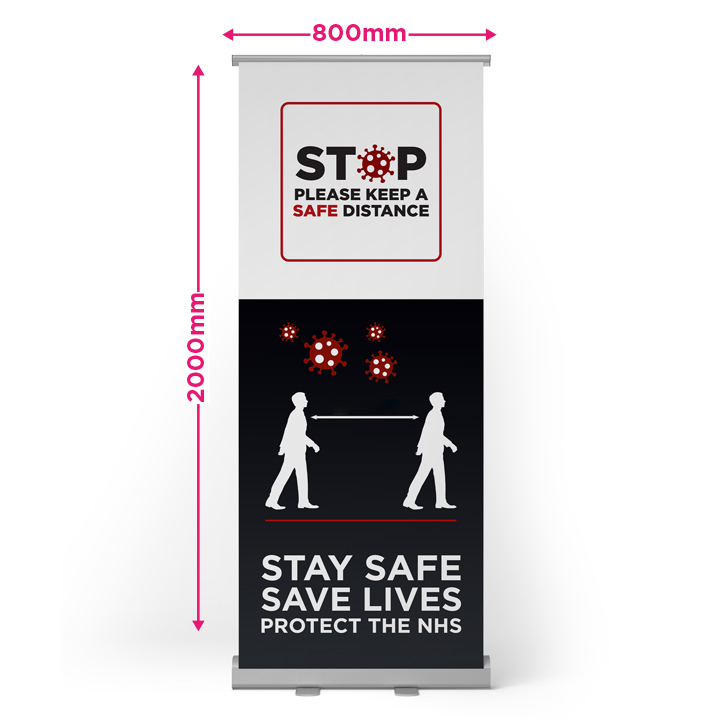 800mm
2000mm
STOP
PLEASE KEEP A
SAFE DISTANCE
STAY SAFE
SAVE LIVES
PROTECT THE NHS